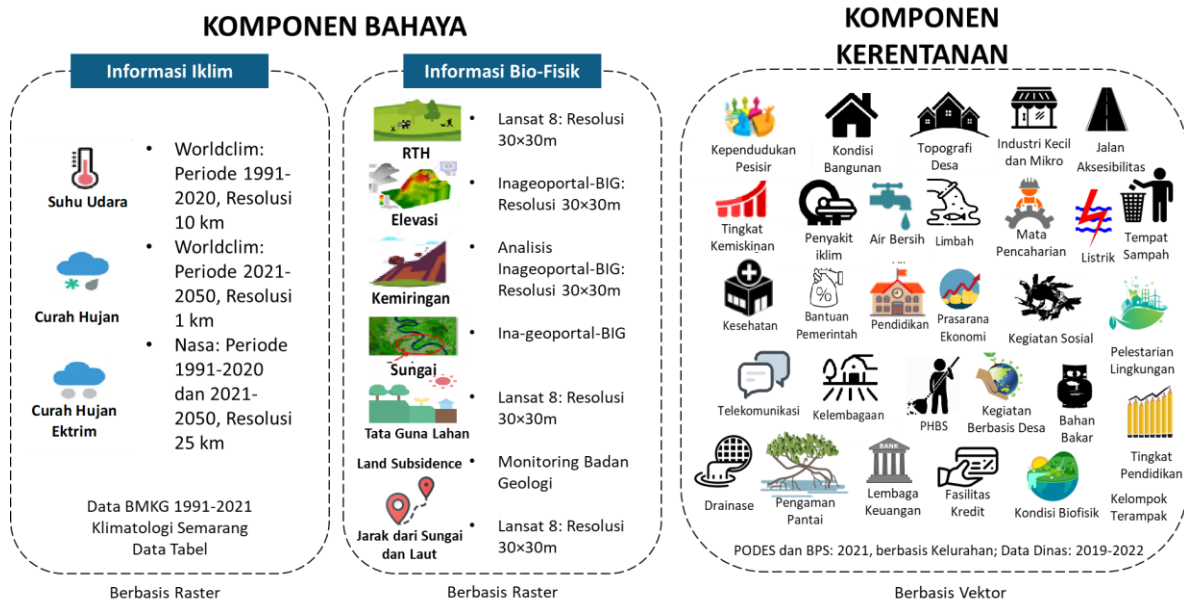 KOMPONEN BAHAYA
Informasi Iklim
Suhu Udara
Curah Hujan
Curah Hujan
Ektrim
• Worldclim:
Periode 1991-
2020, Resolusi
10 km
• Worldclim:
Periode 2021-
2050, Resolusi
1 km
• Nasa: Periode
1991-2020
dan 2021-
2050, Resolusi
25 km
Data BMKG 1991-2021
Klimatologi Semarang
Data Tabel
Berbasis Raster
Informasi Bio-Fisik
RTH
• Lansat 8: Resolusi
30×30m
Elevasi
• Inageoportal-BIG:
Resolusi 30×30m
Kemiringan
• Analisis
Inageoportal-BIG:
Resolusi 30×30m
Sungai
• Ina-geoportal-BIG
Tata Guna Lahan
• Lansat 8: Resolusi
30×30m
Land Subsidence
• Monitoring Badan
Geologi
Jarak dari Sungai
dan Laut
• Lansat 8: Resolusi
30×30m
Berbasis Raster
KOMPONEN
KERENTANAN
Kependudukan
Pesisir
Kondisi
Bangunan
Topografi
Desa
Industri Kecil
dan Mikro
Jalan
Aksesibilitas
Tingkat
Kemiskinan
Penyakit
iklim
Air Bersih
Limbah
Mata
Pencaharian
Listrik
Tempat
Sampah
Kesehatan
Bantuan
Pemerintah
Pendidikan
Prasarana
Ekonomi
Kegiatan Sosial
Pelestarian
Lingkungan
Telekomunikasi
Kelembagaan
PHBS
Kegiatan
Berbasis Desa
Bahan
Bakar
Tingkat
Pendidikan
Drainase
Pengaman
Pantai
BANK
Lembaga
Keuangan
Fasilitas
Kredit
Kondisi Biofisik
Kelompok
Terampak
PODES dan BPS: 2021, berbasis Kelurahan; Data Dinas: 2019-2022
Berbasis Vektor